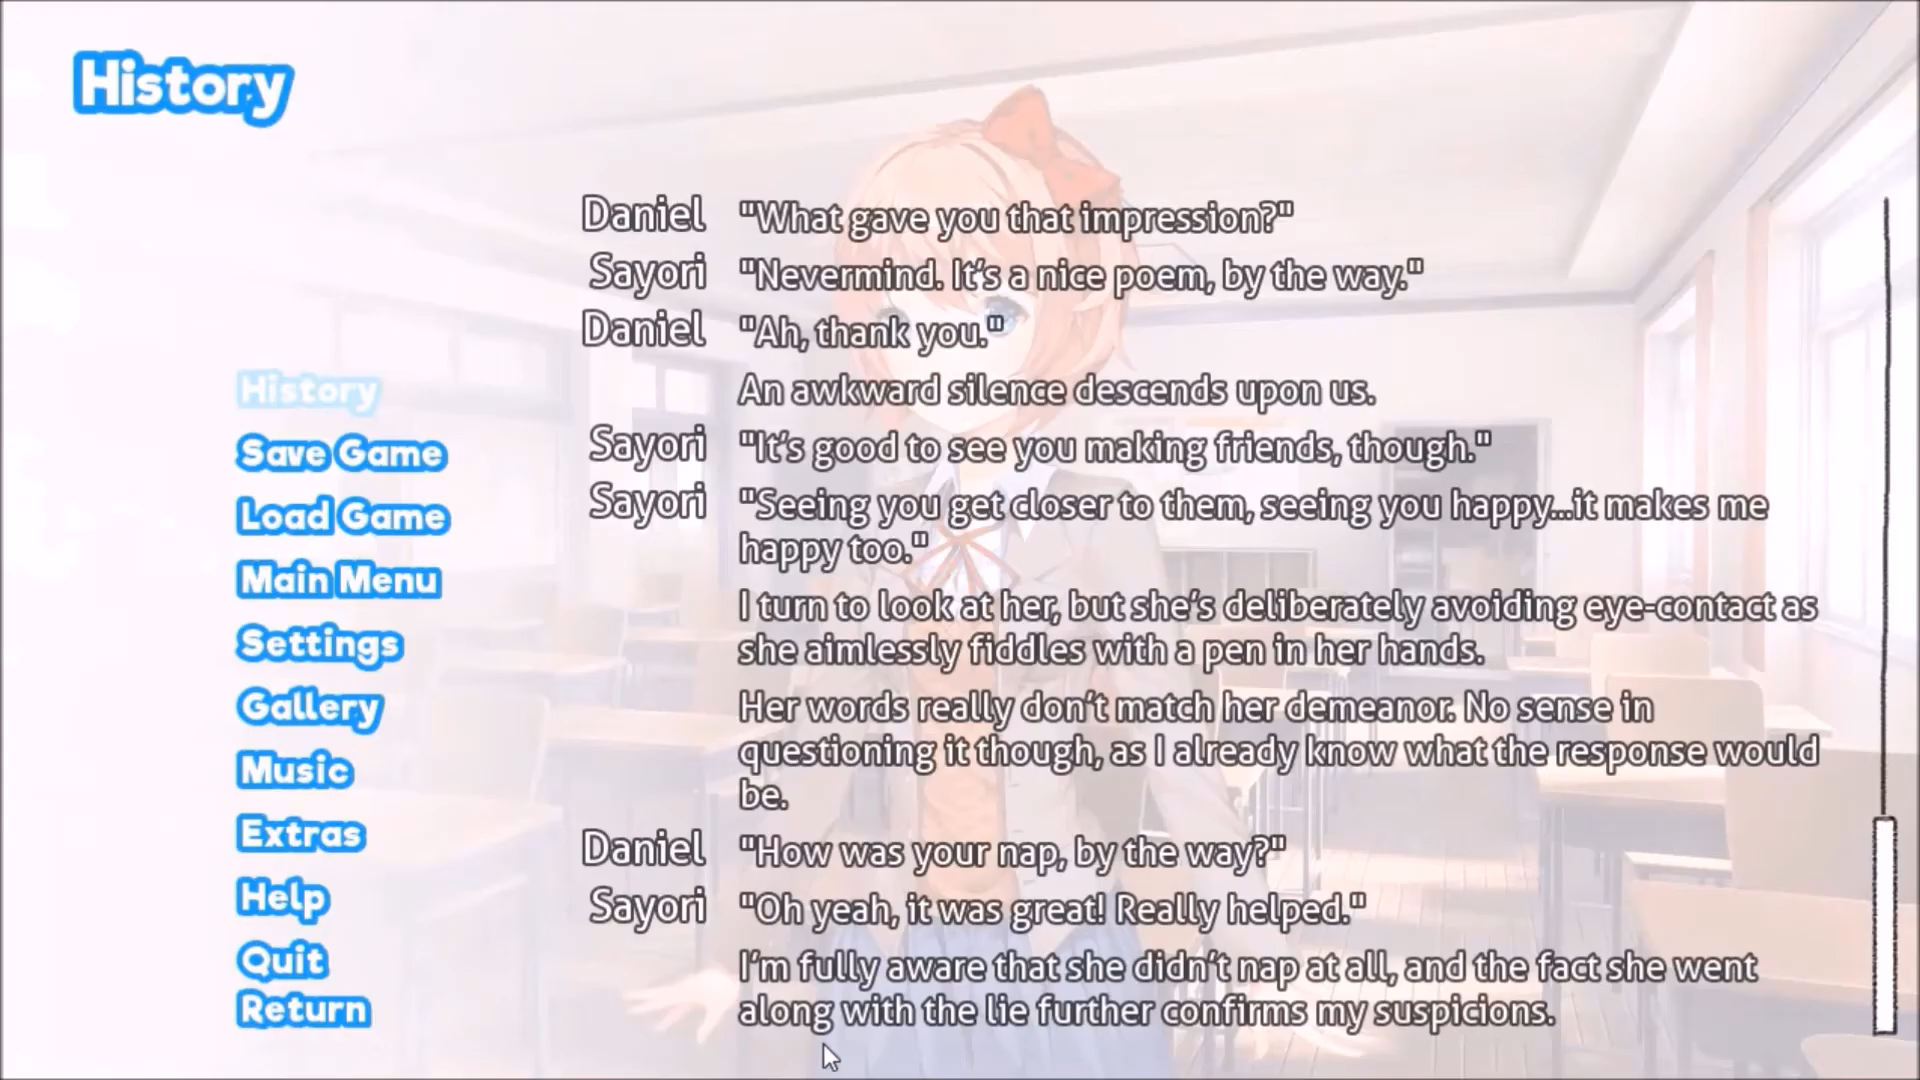 History
Daniel "What gave you that impression?"
Sayori "Nevermind. It's a nice poem, by the way."
Daniel "Ah, thank you."
An awkward silence descends upon us.
Sayori "It's good to see you making friends, though."
Sayori "Seeing you get closer to them, seeing you happy...it makes me
happy too."
I turn to look at her, but she's deliberately avoiding eye-contact as
she aimlessly fiddles with a pen in her hands.
Her words really don't match her demeanor. No sense in
questioning it though, as I already know what the response would
be.
Daniel "How was your nap, by the way?"
Sayori "Oh yeah, it was great! Really helped."
I'm fully aware that she didn't nap at all, and the fact she went
along with the lie further confirms my suspicions.
History
Save Game
Load Game
Main Menu
Settings
Gallery
Music
Extras
Help
Quit
Return